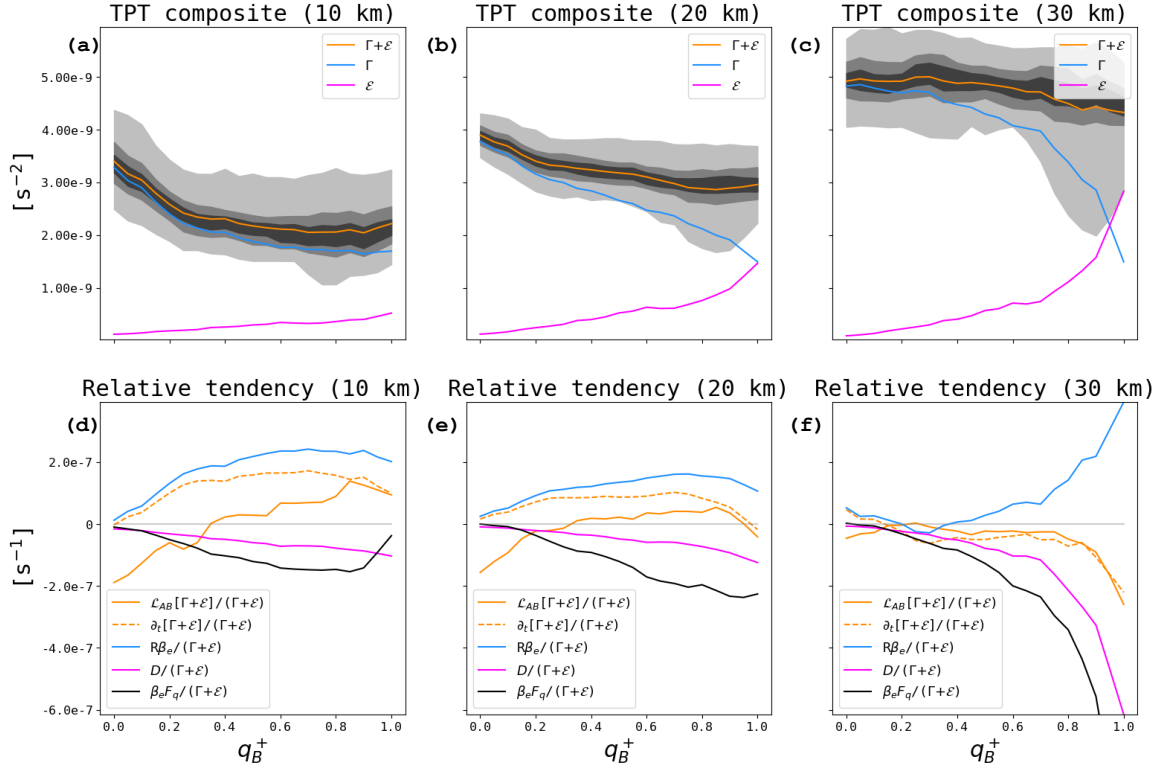 TPT composite (10 km)
(a)
Γ+ℰ
Γ
ℰ
5.00e-9
4.00e-9
3.00e-9
2.00e-9
1.00e-9
[s⁻²]
TPT composite (20 km)
(b)
Γ+ℰ
Γ
ℰ
TPT composite (30 km)
(c)
Γ+ℰ
Γ
ℰ
Relative tendency (10 km)
(d)
2.0e-7
0
-2.0e-7
-4.0e-7
-6.0e-7
[s⁻¹]
ℒ_AB[Γ+ℰ]/(Γ+ℰ)
∂_t[Γ+ℰ]/(Γ+ℰ)
Rβ_e/(Γ+ℰ)
D/(Γ+ℰ)
β_eF_q/(Γ+ℰ)
0.0 0.2 0.4 0.6 0.8 1.0
q_B^+
Relative tendency (20 km)
(e)
ℒ_AB[Γ+ℰ]/(Γ+ℰ)
∂_t[Γ+ℰ]/(Γ+ℰ)
Rβ_e/(Γ+ℰ)
D/(Γ+ℰ)
β_eF_q/(Γ+ℰ)
0.0 0.2 0.4 0.6 0.8 1.0
q_B^+
Relative tendency (30 km)
(f)
ℒ_AB[Γ+ℰ]/(Γ+ℰ)
∂_t[Γ+ℰ]/(Γ+ℰ)
Rβ_e/(Γ+ℰ)
D/(Γ+ℰ)
β_eF_q/(Γ+ℰ)
0.0 0.2 0.4 0.6 0.8 1.0
q_B^+